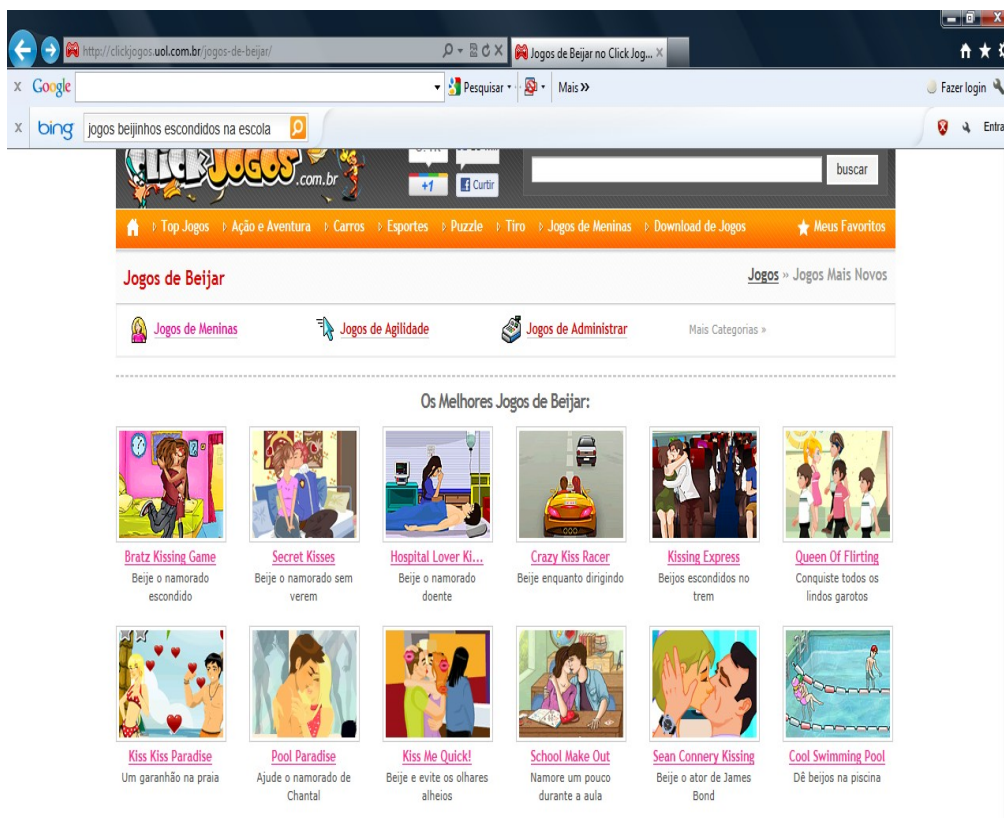 http://clickjogos.uol.com.br/jogos-de-beijar/
Jogos de Beijar no Click Jog... X
x Google
Pesquisar
Mais »
Fazer login
x bing
jogos beijinhos escondidos na escola
Entra
CLICK JOGOS .com.br
+1
Curtir
buscar
Top Jogos
Ação e Aventura
Carros
Esportes
Puzzle
Tiro
Jogos de Meninas
Download de Jogos
Meus Favoritos
Jogos de Beijar
Jogos » Jogos Mais Novos
Jogos de Meninas
Jogos de Agilidade
Jogos de Administrar
Mais Categorias »
Os Melhores Jogos de Beijar:
Bratz Kissing Game
Beije o namorado
escondido
Secret Kisses
Beije o namorado sem
verem
Hospital Lover Ki...
Beije o namorado
doente
Crazy Kiss Racer
Beije enquanto dirigindo
Kissing Express
Beijos escondidos no
trem
Queen Of Flirting
Conquiste todos os
lindos garotos
Kiss Kiss Paradise
Um garanhão na praia
Pool Paradise
Ajude o namorado de
Chantal
Kiss Me Quick!
Beije e evite os olhares
alheios
School Make Out
Namore um pouco
durante a aula
Sean Connery Kissing
Beije o ator de James
Bond
Cool Swimming Pool
Dê beijos na piscina